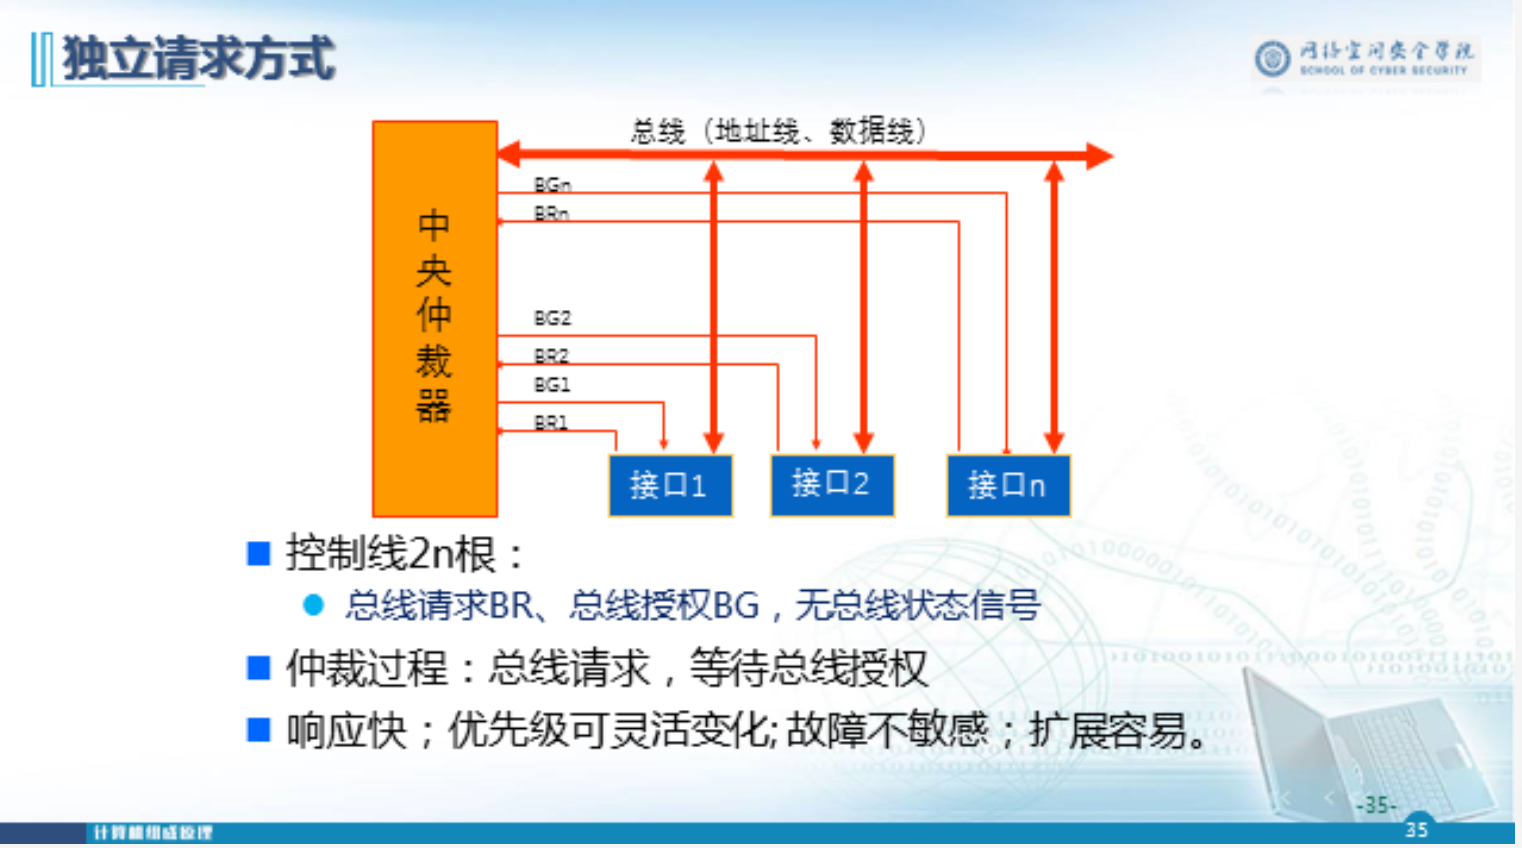 独立请求方式
网络空间安全学院
SCHOOL OF CYBER SECURITY
总线（地址线、数据线）
中央仲裁器
BGn
BRn
BG2
BR2
BG1
BR1
接口1
接口2
接口n
控制线2n根：
总线请求BR、总线授权BG，无总线状态信号
仲裁过程：总线请求，等待总线授权
响应快；优先级可灵活变化;故障不敏感；扩展容易。
-35-
35
计算机组成原理